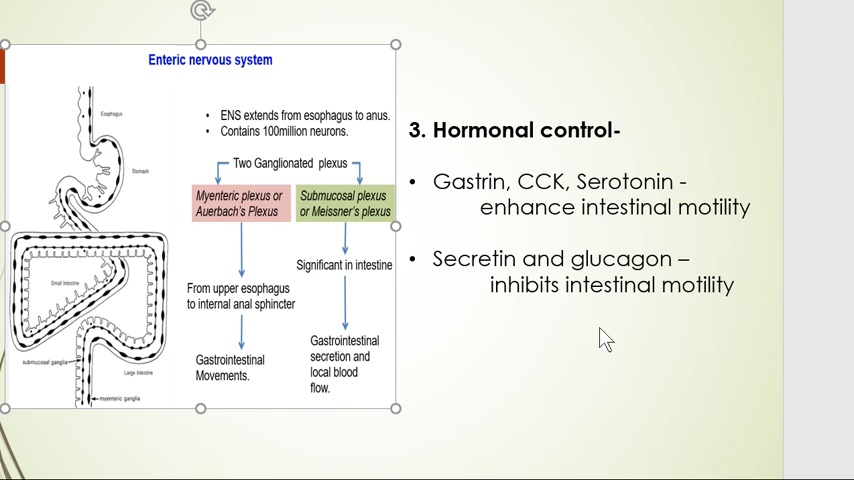 Enteric nervous system
Esophagus
Stomach
Small Intestine
submucosal ganglia
Large Intestine
myenteric ganglia
• ENS extends from esophagus to anus.
• Contains 100million neurons.
Two Ganglionated plexus
Myenteric plexus or
Auerbach's Plexus
From upper esophagus
to internal anal sphincter
Gastrointestinal
Movements.
Submucosal plexus
or Meissner's plexus
Significant in intestine
Gastrointestinal
secretion and
local blood
flow.
3. Hormonal control-
• Gastrin, CCK, Serotonin -
enhance intestinal motility
• Secretin and glucagon –
inhibits intestinal motility